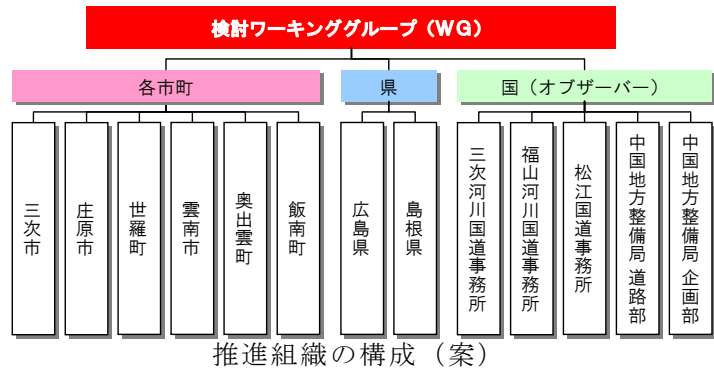 検討ワーキンググループ（WG）
各市町
県
国（オブザーバー）
三次市
庄原市
世羅町
雲南市
奥出雲町
飯南町
広島県
島根県
三次河川国道事務所
福山河川国道事務所
松江国道事務所
中国地方整備局 道路部
中国地方整備局 企画部
推進組織の構成（案）